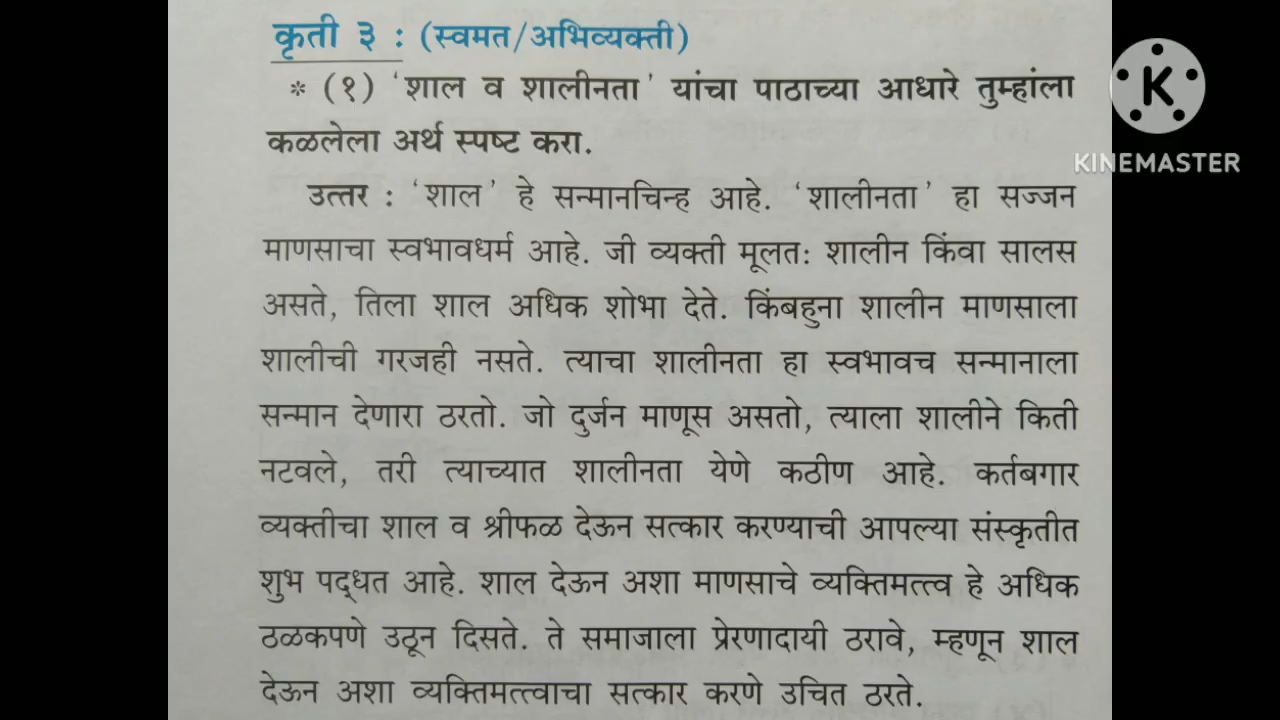 कृती ३ : (स्वमत/अभिव्यक्ती)
* (१) ‘शाल व शालीनता’ यांचा पाठाच्या आधारे तुम्हांला
कळलेला अर्थ स्पष्ट करा.
उत्तर : ‘शाल’ हे सन्मानचिन्ह आहे. ‘शालीनता’ हा सज्जन
माणसाचा स्वभावधर्म आहे. जी व्यक्ती मूलतः शालीन किंवा सालस
असते, तिला शाल अधिक शोभा देते. किंबहुना शालीन माणसाला
शालीची गरजही नसते. त्याचा शालीनता हा स्वभावच सन्मानाला
सन्मान देणारा ठरतो. जो दुर्जन माणूस असतो, त्याला शालीने किती
नटवले, तरी त्याच्यात शालीनता येणे कठीण आहे. कर्तबगार
व्यक्तीचा शाल व श्रीफळ देऊन सत्कार करण्याची आपल्या संस्कृतीत
शुभ पद्धत आहे. शाल देऊन अशा माणसाचे व्यक्तिमत्त्व हे अधिक
ठळकपणे उठून दिसते. ते समाजाला प्रेरणादायी ठरावे, म्हणून शाल
देऊन अशा व्यक्तिमत्त्वाचा सत्कार करणे उचित ठरते.
K
KINEMASTER